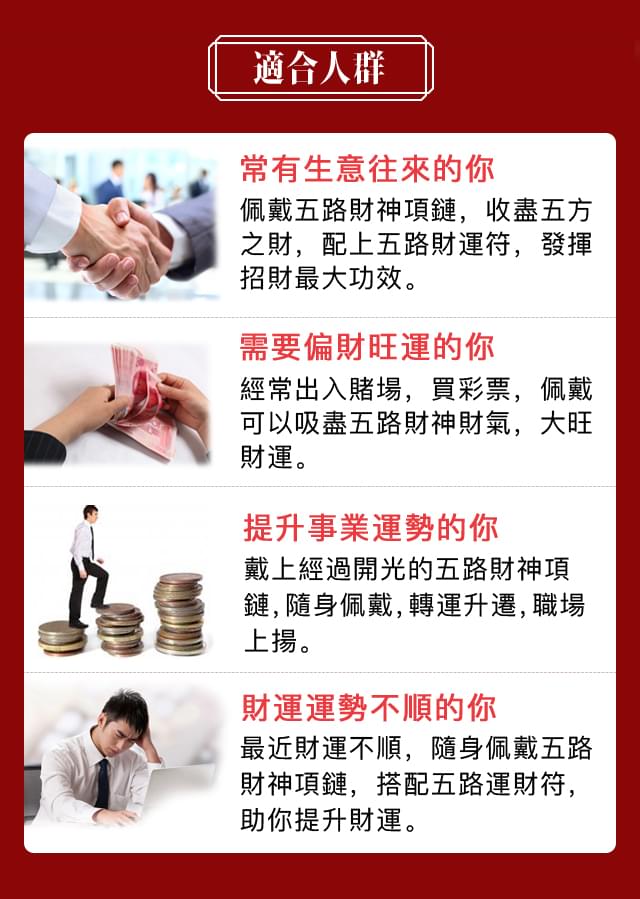 適合人群
常有生意往來的你
佩戴五路財神項鏈，收盡五方
之財，配上五路財運符，發揮
招財最大功效。
需要偏財旺運的你
經常出入賭場，買彩票，佩戴
可以吸盡五路財神財氣，大旺
財運。
提升事業運勢的你
戴上經過開光的五路財神項
鏈,隨身佩戴,轉運升遷,職場
上揚。
財運運勢不順的你
最近財運不順，隨身佩戴五路
財神項鏈，搭配五路運財符，
助你提升財運。